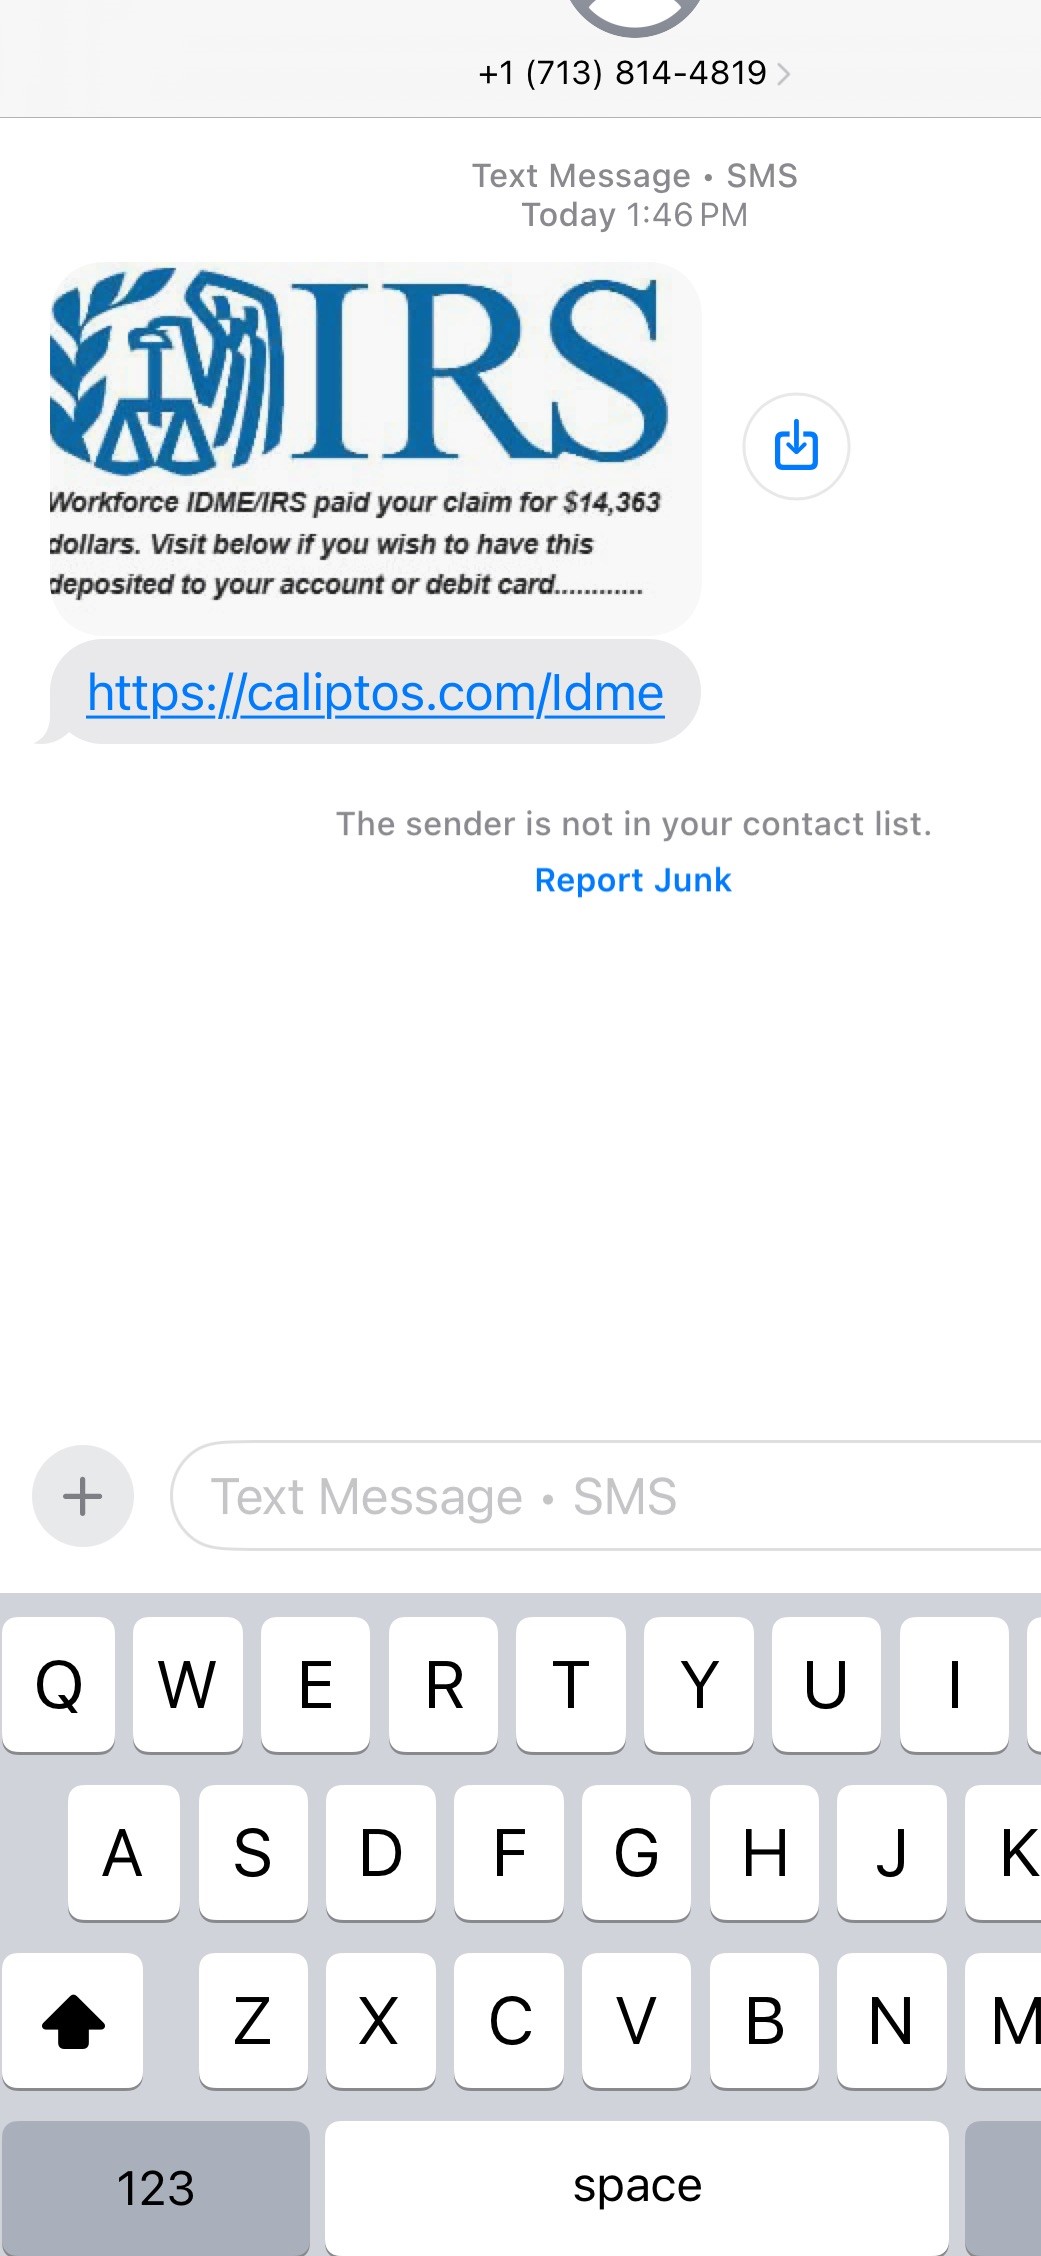 +1 (713) 814-4819
Text Message • SMS
Today 1:46 PM
IRS
Workforce IDME/IRS paid your claim for $14,363
dollars. Visit below if you wish to have this
deposited to your account or debit card............
https://caliptos.com/Idme
The sender is not in your contact list.
Report Junk
Text Message • SMS
Q W E R T Y U I
A S D F G H J K
Z X C V B N M
123 space